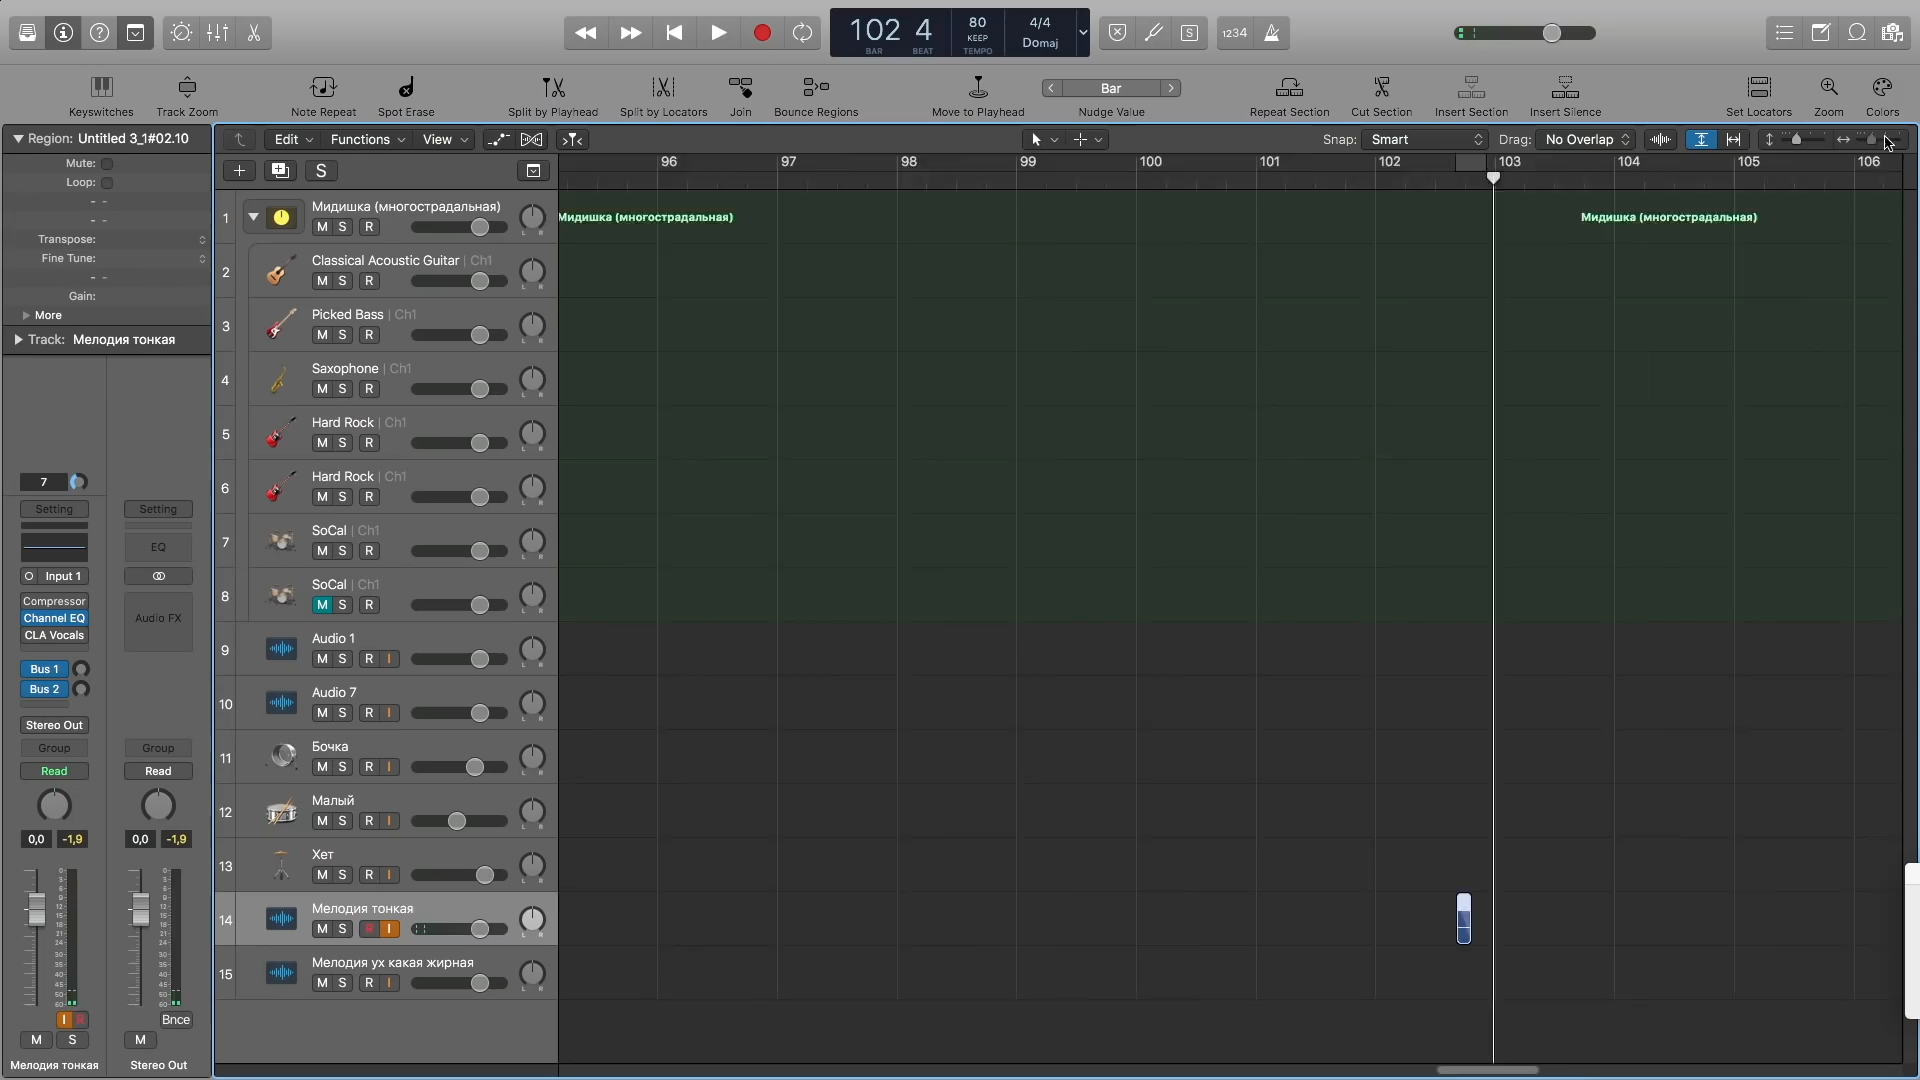 102 4
BAR BEAT
80
KEEP
TEMPO
4/4
Domaj
S
1234
Keyswitches
Track Zoom
Note Repeat
Spot Erase
Split by Playhead
Split by Locators
Join
Bounce Regions
Move to Playhead
Bar
Nudge Value
Repeat Section
Cut Section
Insert Section
Insert Silence
Set Locators
Zoom
Colors
Region: Untitled 3_1#02.10
Mute:
Loop:
Transpose:
Fine Tune:
Gain:
More
Track: Мелодия тонкая
Edit
Functions
View
Snap: Smart
Drag: No Overlap
S
96 97 98 99 100 101 102 103 104 105 106
1 Мидишка (многострадальная)
M S R
Мидишка (многострадальная)
Мидишка (многострадальная)
2 Classical Acoustic Guitar | Ch1
M S R
3 Picked Bass | Ch1
M S R
4 Saxophone | Ch1
M S R
5 Hard Rock | Ch1
M S R
6 Hard Rock | Ch1
M S R
7 SoCal | Ch1
M S R
8 SoCal | Ch1
M S R
9 Audio 1
M S R I
10 Audio 7
M S R I
11 Бочка
M S R I
12 Малый
M S R I
13 Хет
M S R I
14 Мелодия тонкая
M S R I
15 Мелодия ух какая жирная
M S R I
7
Setting
Input 1
Compressor
Channel EQ
CLA Vocals
Bus 1
Bus 2
Stereo Out
Group
Read
0,0 -1,9
I R
M S
Мелодия тонкая
Setting
EQ
Audio FX
Group
Read
0,0 -1,9
Bnce
M
Stereo Out